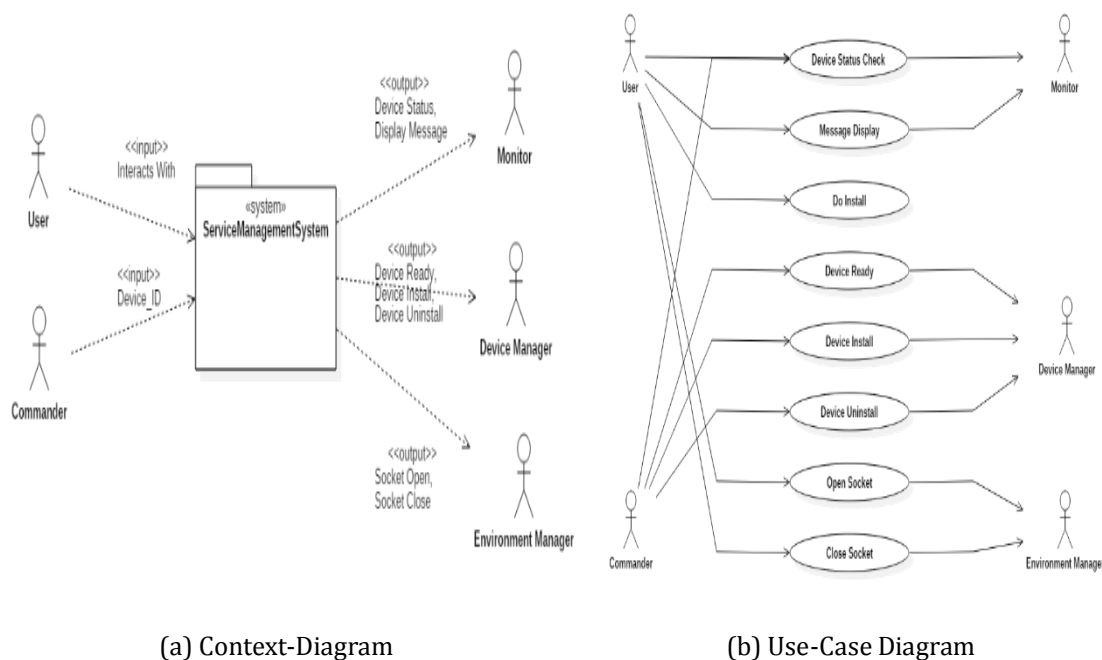 <<output>>
Device Status,
Display Message
Monitor
<<input>>
Interacts With
User
«system»
ServiceManagementSystem
<<input>>
Device_ID
Commander
<<output>>
Device Ready,
Device Install,
Device Uninstall
Device Manager
<<output>>
Socket Open,
Socket Close
Environment Manager
(a) Context-Diagram
User
Device Status Check
Monitor
Message Display
Do Install
Device Ready
Device Install
Device Manager
Device Uninstall
Open Socket
Commander
Close Socket
Environment Manage
(b) Use-Case Diagram